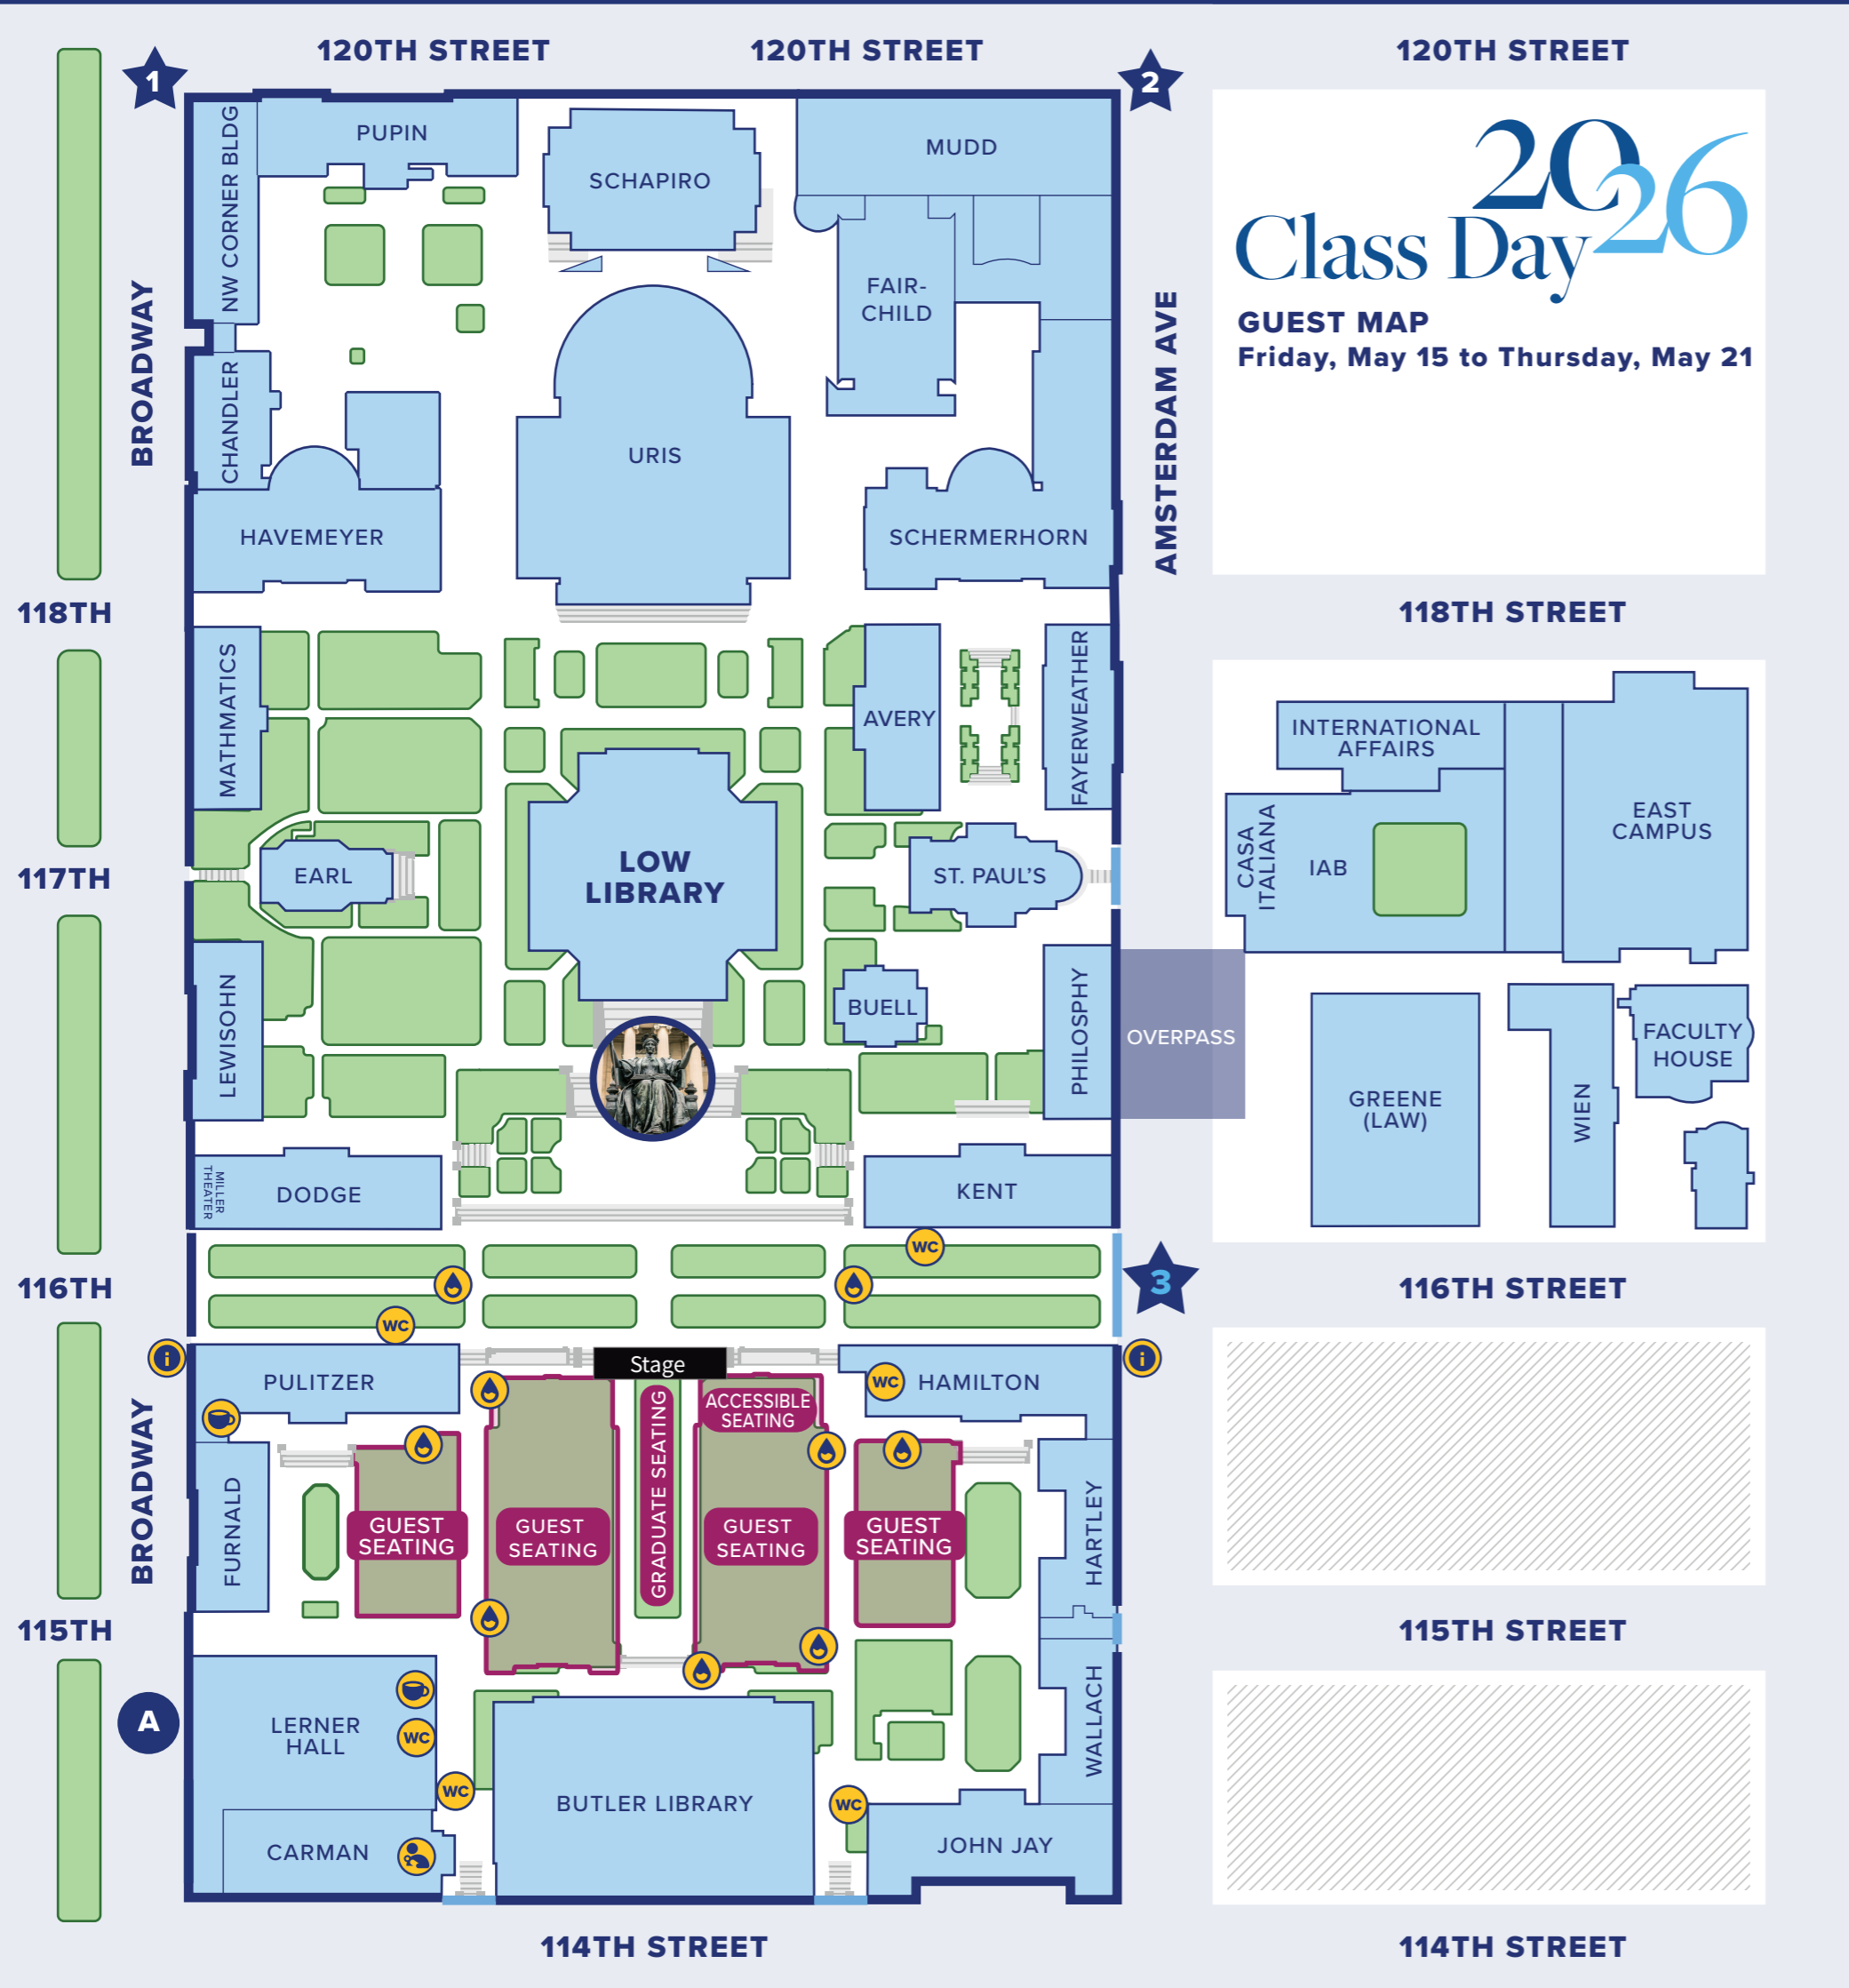 120TH STREET
120TH STREET
120TH STREET
1
2
2026
Class Day
GUEST MAP
Friday, May 15 to Thursday, May 21
NW CORNER BLDG
PUPIN
SCHAPIRO
MUDD
FAIR-
CHILD
BROADWAY
AMSTERDAM AVE
CHANDLER
URIS
HAVEMEYER
SCHERMERHORN
118TH
118TH STREET
MATHMATICS
AVERY
FAYERWEATHER
INTERNATIONAL
AFFAIRS
EAST
CAMPUS
CASA
ITALIANA
IAB
117TH
EARL
LOW
LIBRARY
ST. PAUL'S
LEWISOHN
BUELL
PHILOSPHY
OVERPASS
GREENE
(LAW)
WIEN
FACULTY
HOUSE
MILLER
THEATER
DODGE
KENT
WC
116TH
3
116TH STREET
WC
i
i
Stage
PULITZER
WC
HAMILTON
ACCESSIBLE
SEATING
GRADUATE SEATING
BROADWAY
FURNALD
GUEST
SEATING
GUEST
SEATING
GUEST
SEATING
GUEST
SEATING
HARTLEY
115TH
115TH STREET
A
LERNER
HALL
WC
WC
WALLACH
BUTLER LIBRARY
WC
CARMAN
JOHN JAY
114TH STREET
114TH STREET